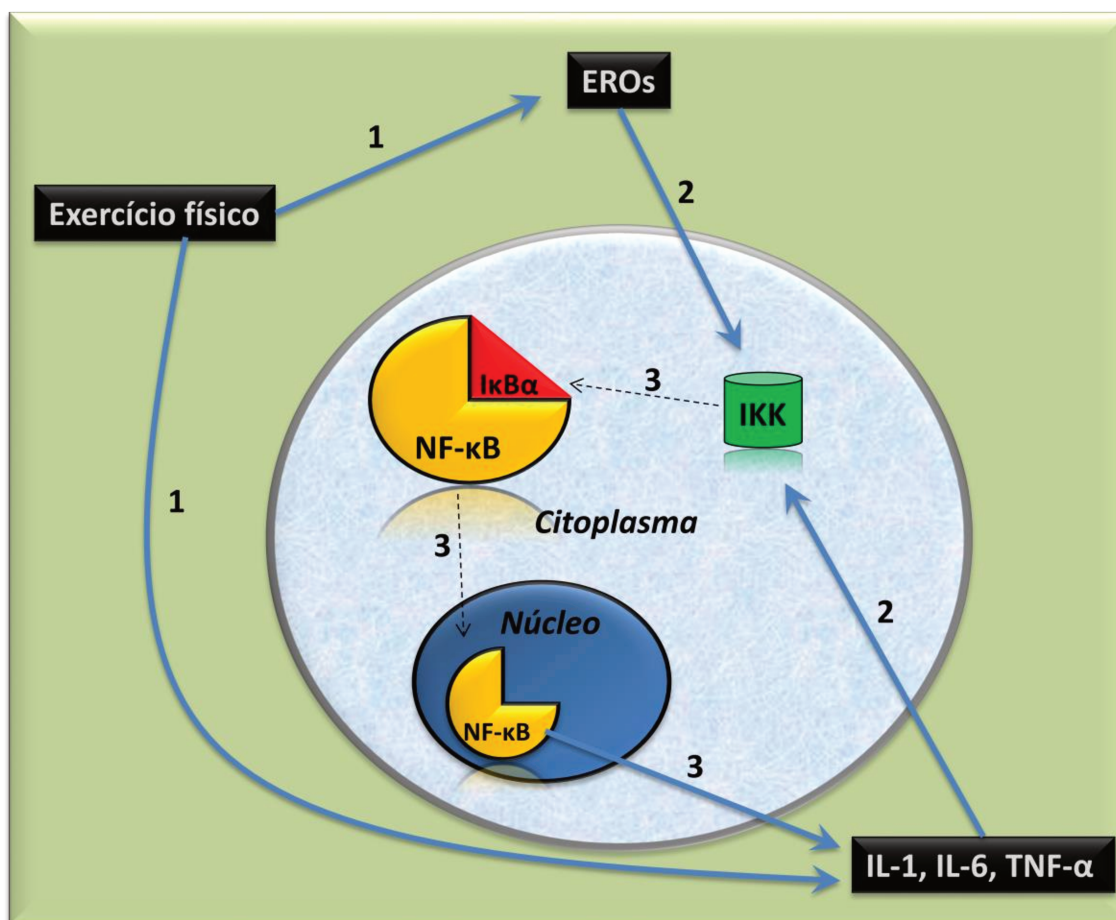 EROs
1
2
Exercício físico
IκBα
3
IKK
NF-κB
1
Citoplasma
3
Núcleo
2
NF-κB
3
IL-1, IL-6, TNF-α